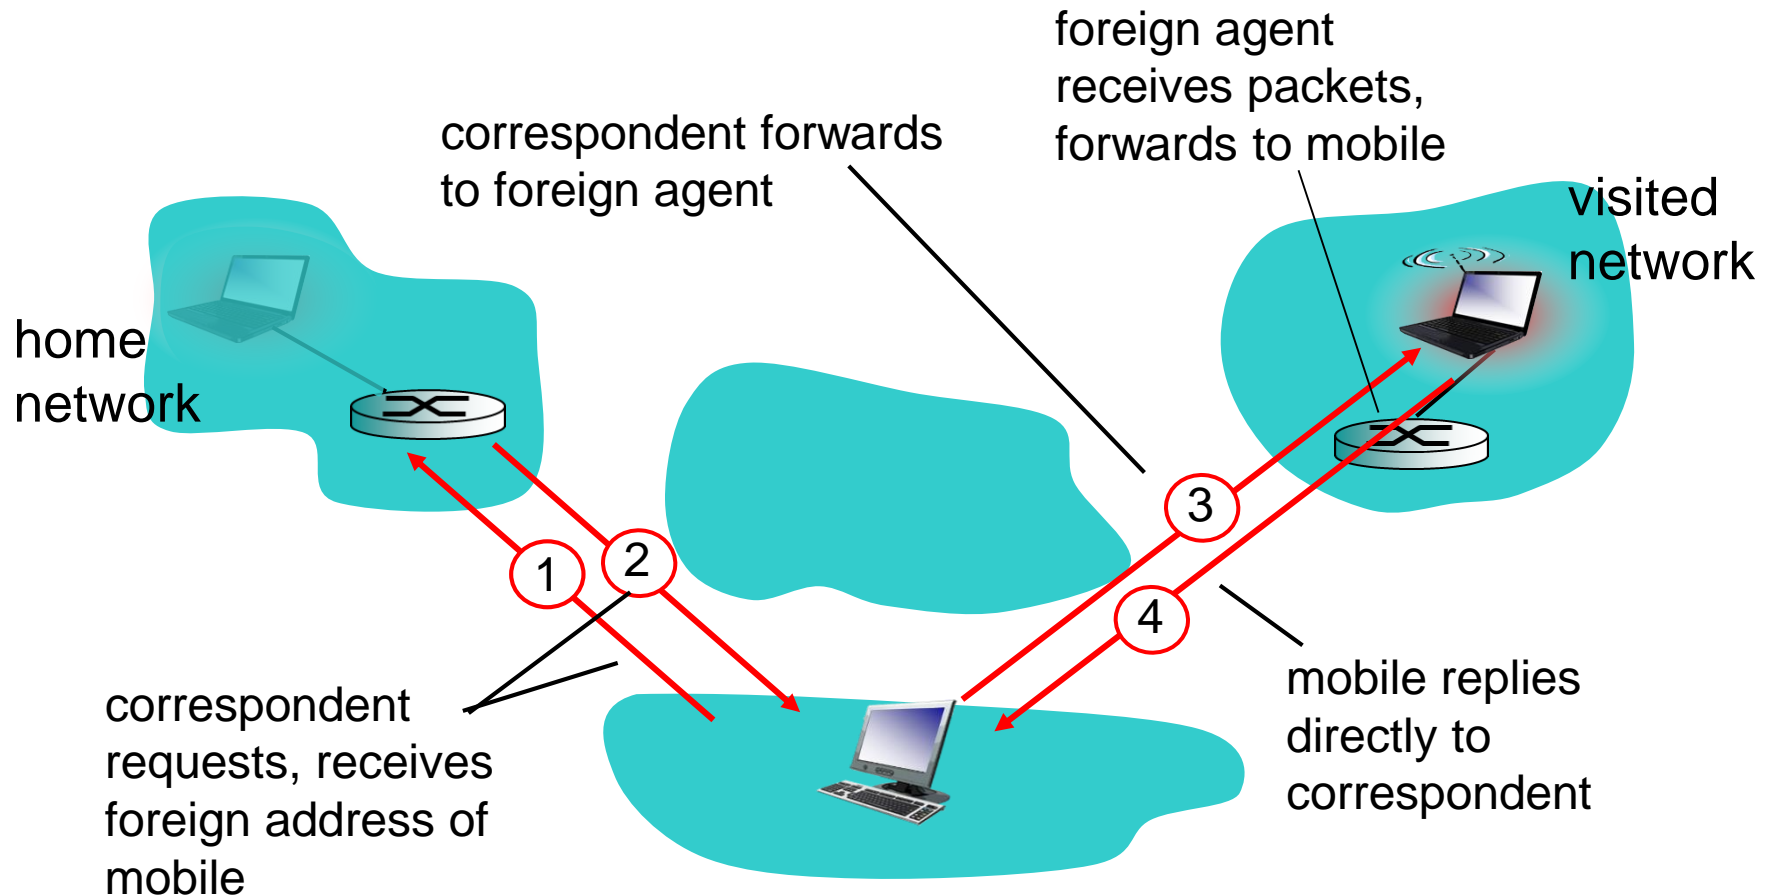 foreign agent
receives packets,
forwards to mobile
correspondent forwards
to foreign agent
visited
network
home
network
3
1
2
4
correspondent
requests, receives
foreign address of
mobile
mobile replies
directly to
correspondent